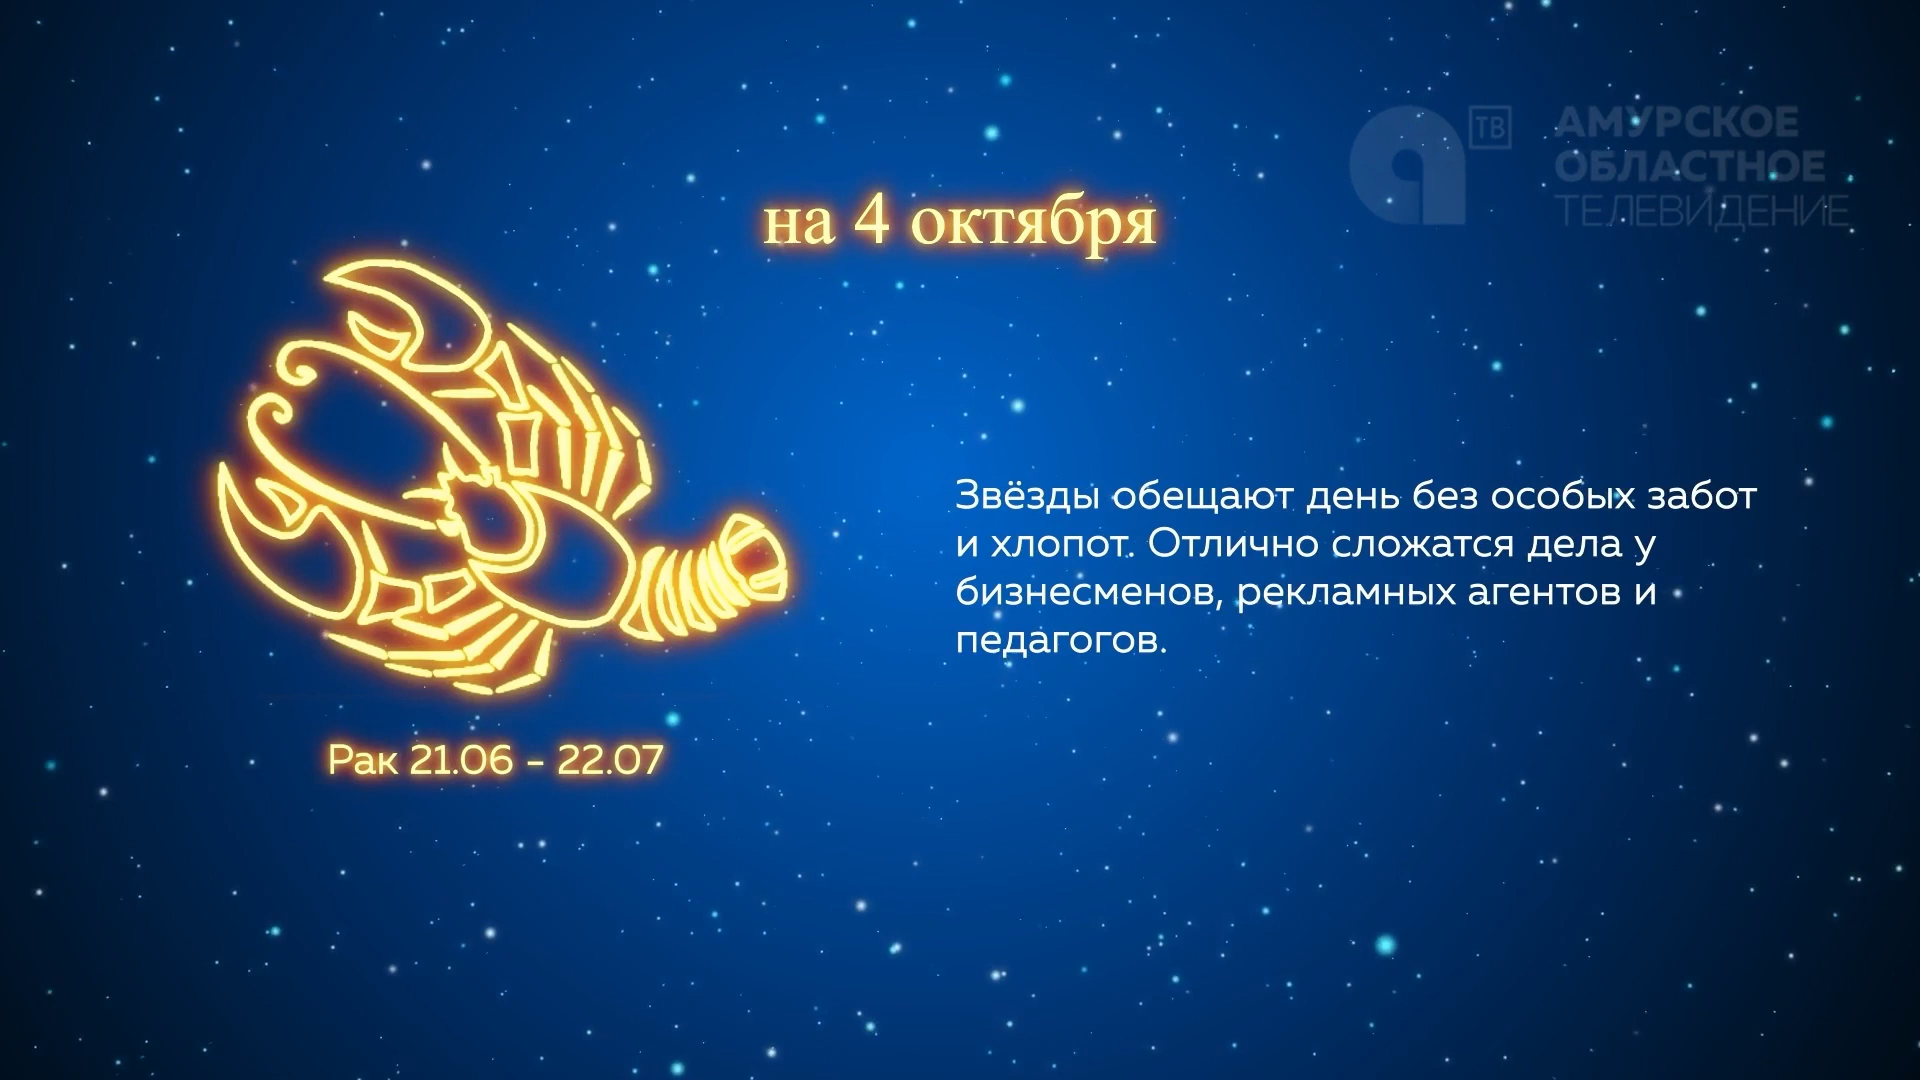 ТВ
АМУРСКОЕ
ОБЛАСТНОЕ
ТЕЛЕВИДЕНИЕ
на 4 октября
Звёзды обещают день без особых забот
и хлопот. Отлично сложатся дела у
бизнесменов, рекламных агентов и
педагогов.
Рак 21.06 - 22.07